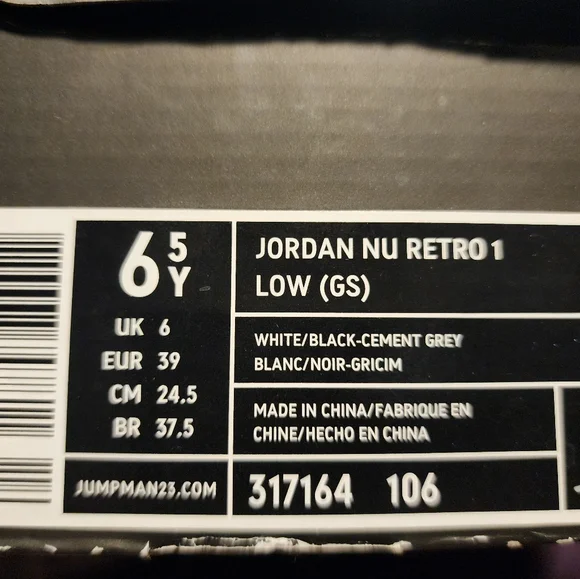 6 5 Y
UK 6
EUR 39
CM 24.5
BR 37.5
JUMPMAN23.COM
JORDAN NU RETRO 1
LOW (GS)
WHITE/BLACK-CEMENT GREY
BLANC/NOIR-GRICIM
MADE IN CHINA/FABRIQUE EN
CHINE/HECHO EN CHINA
317164 106